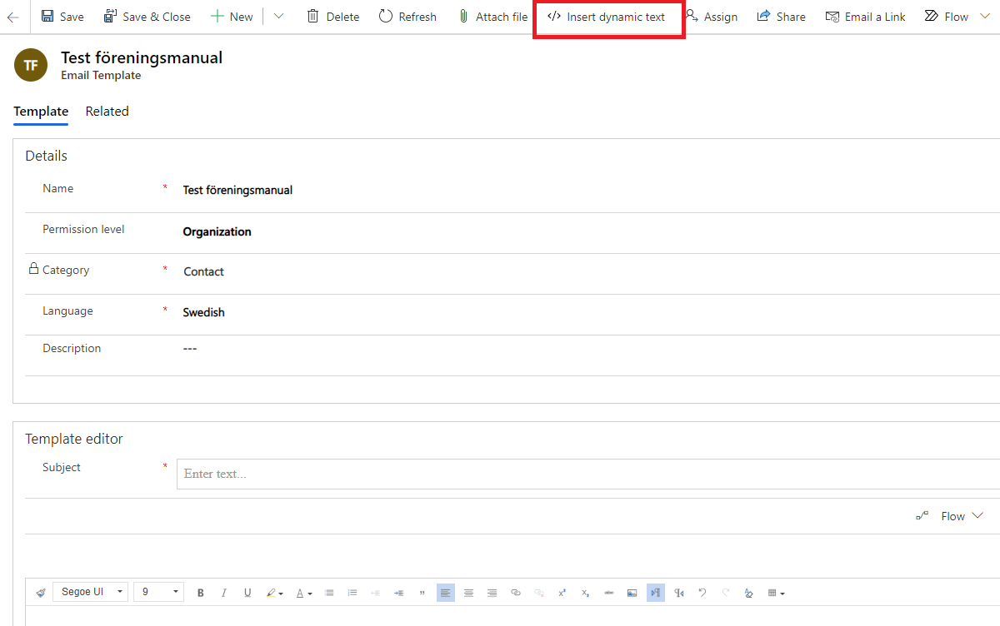 Save Save & Close New Delete Refresh Attach file </> Insert dynamic text Assign Share Email a Link Flow
TF
Test föreningsmanual
Email Template
Template Related
Details
Name * Test föreningsmanual
Permission level Organization
Category * Contact
Language * Swedish
Description ---
Template editor
Subject * Enter text...
Flow
Segoe UI 9 B I U A